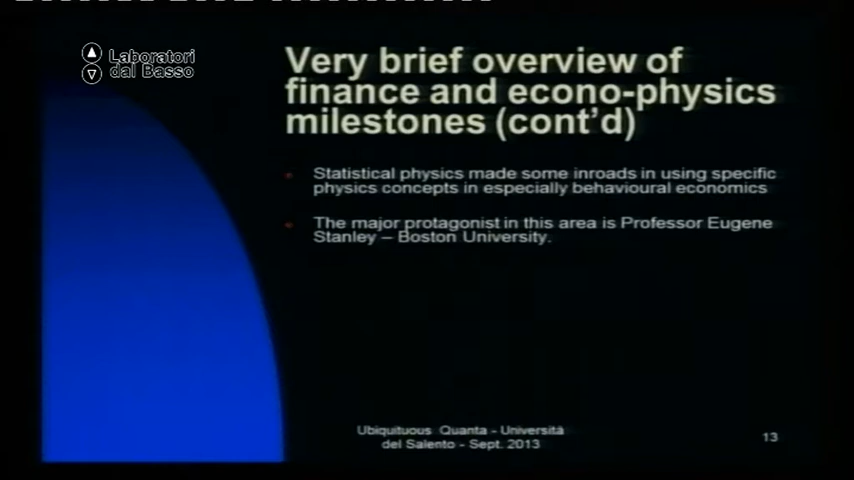 Laboratori
dal Basso
Very brief overview of
finance and econo-physics
milestones (cont'd)
Statistical physics made some inroads in using specific
physics concepts in especially behavioural economics
The major protagonist in this area is Professor Eugene
Stanley – Boston University.
Ubiquituous Quanta - Università
del Salento - Sept. 2013
13